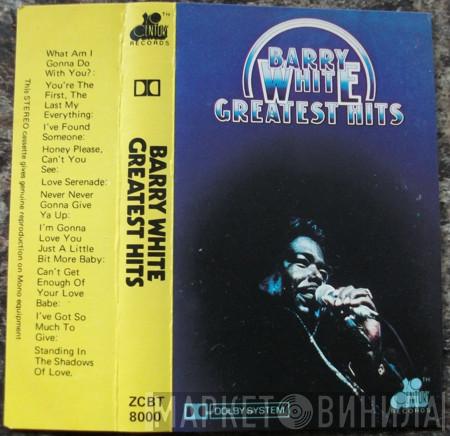 20TH
CENTURY
RECORDS
What Am I
Gonna Do
With You?:
You're The
First, The
Last My
Everything:
I've Found
Someone:
Honey Please,
Can't You
See:
Love Serenade:
Never Never
Gonna Give
Ya Up:
I'm Gonna
Love You
Just A Little
Bit More Baby:
Can't Get
Enough Of
Your Love
Babe:
I've Got So
Much To
Give:
Standing In
The Shadows
Of Love.
This STEREO cassette gives genuine reproduction on Mono equipment
BARRY WHITE
GREATEST HITS
ZCBT
8000
BARRY
WHITE
GREATEST HITS
DOLBY SYSTEM
20TH
CENTURY
RECORDS
МАРКЕТ ВИНИЛА